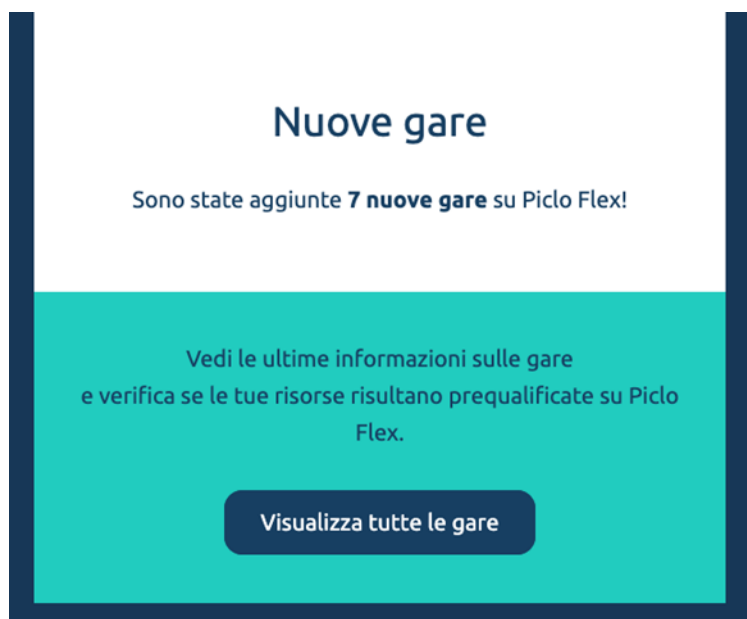 Nuove gare
Sono state aggiunte 7 nuove gare su Piclo Flex!
Vedi le ultime informazioni sulle gare
e verifica se le tue risorse risultano prequalificate su Piclo
Flex.
Visualizza tutte le gare